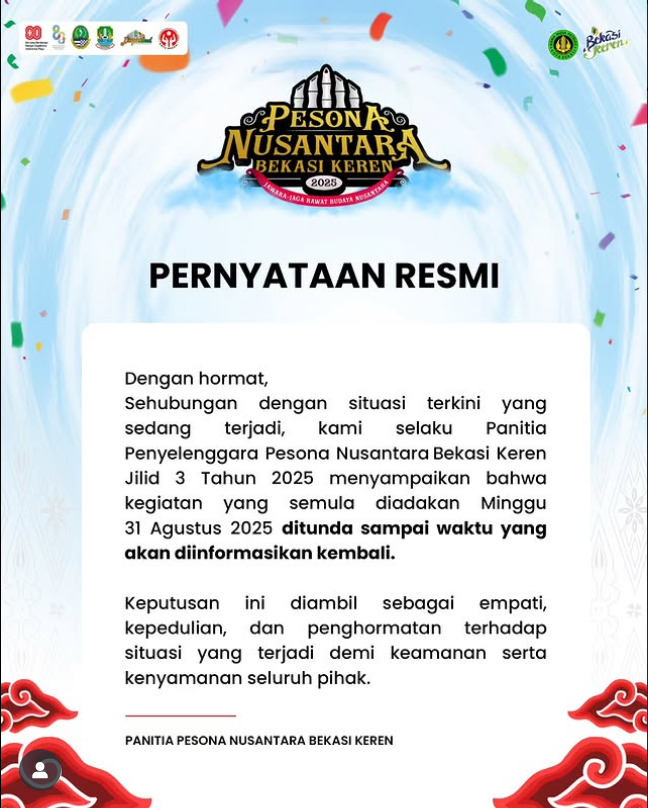 Bekasi
Keren
PESONA
NUSANTARA
BEKASI KEREN
2025
JAWARA-JAGA RAWAT BUDAYA NUSANTARA
PERNYATAAN RESMI
Dengan hormat,
Sehubungan dengan situasi terkini yang
sedang terjadi, kami selaku Panitia
Penyelenggara Pesona Nusantara Bekasi Keren
Jilid 3 Tahun 2025 menyampaikan bahwa
kegiatan yang semula diadakan Minggu
31 Agustus 2025 ditunda sampai waktu yang
akan diinformasikan kembali.
Keputusan ini diambil sebagai empati,
kepedulian, dan penghormatan terhadap
situasi yang terjadi demi keamanan serta
kenyamanan seluruh pihak.
PANITIA PESONA NUSANTARA BEKASI KEREN